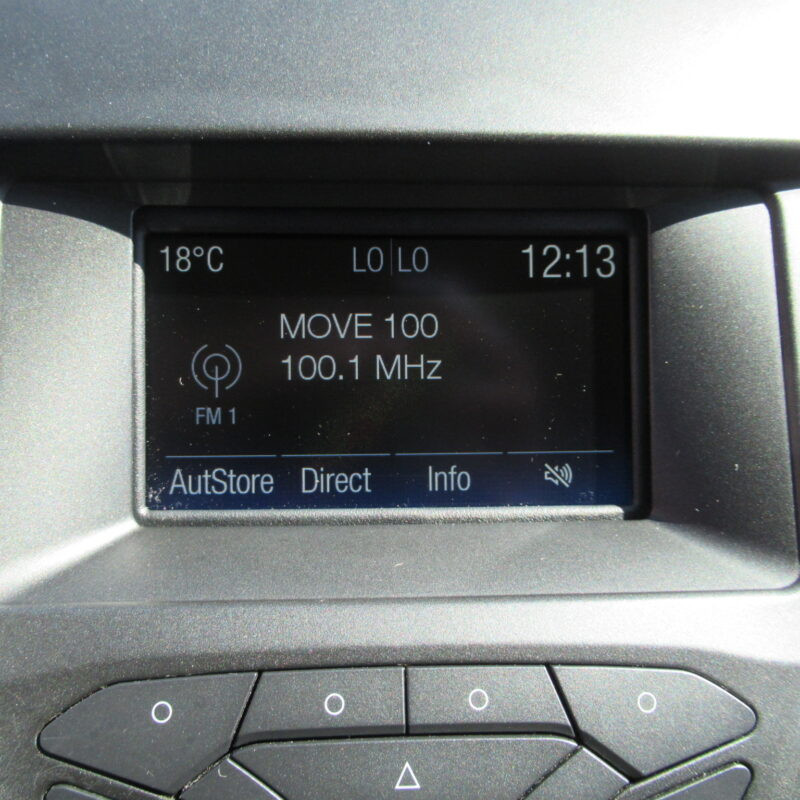 18°C LO LO 12:13
MOVE 100
100.1 MHz
FM 1
AutStore Direct Info